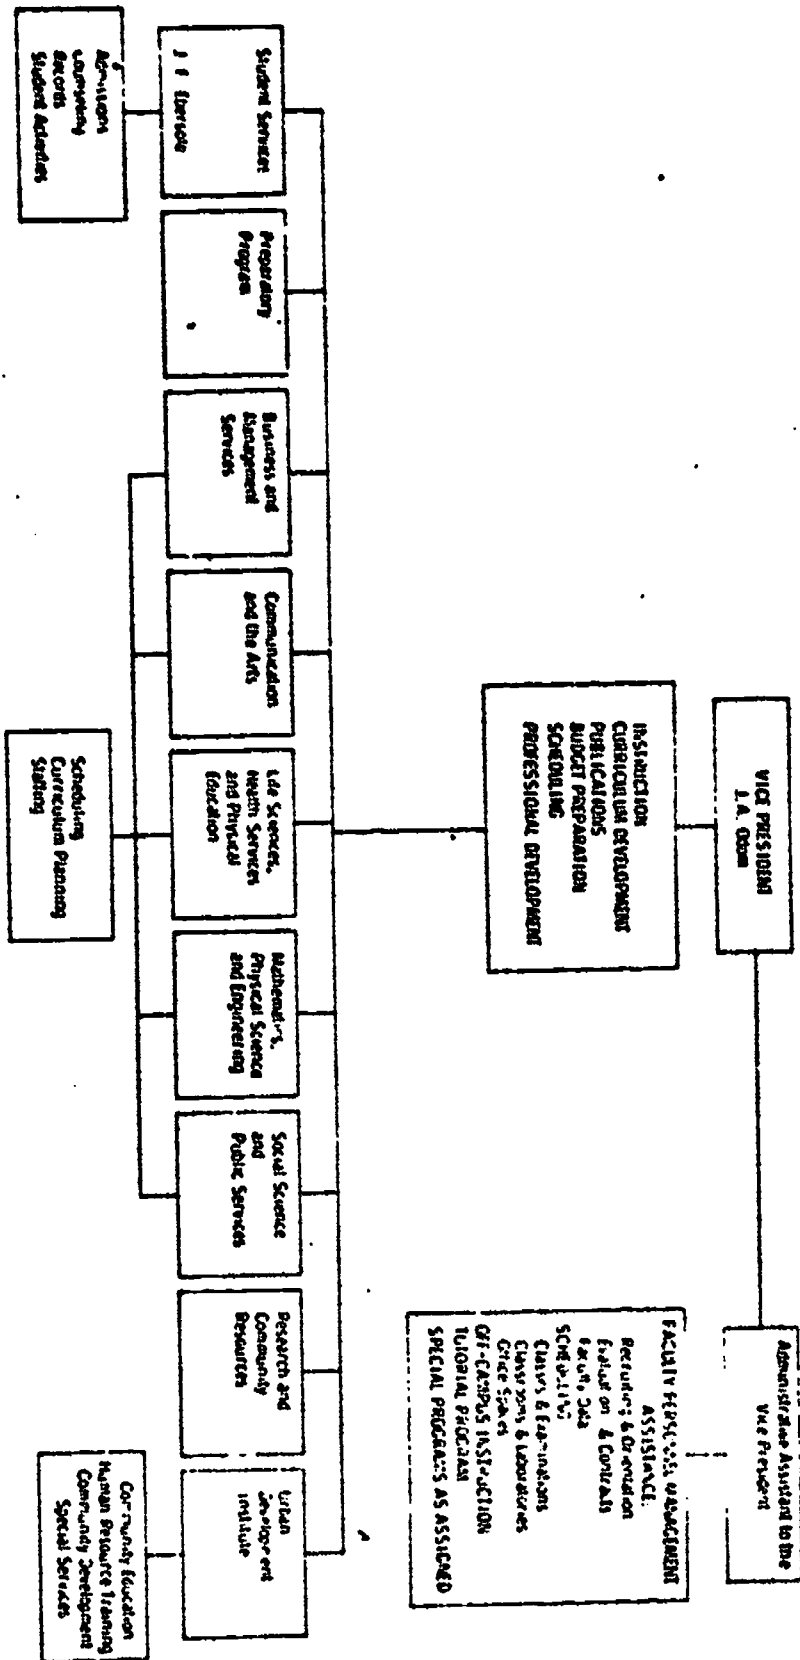 VICE PRESIDENT
J.A. Odom
Administrative Assistant to the
Vice President
INSTRUCTION
CURRICULUM DEVELOPMENT
PUBLICATIONS
BUDGET PREPARATION
SCHEDULING
PROFESSIONAL DEVELOPMENT
FACULTY PERSONNEL MANAGEMENT
ASSISTANCE:
Recruiting & Orientation
Evaluation & Contracts
Faculty Data
SCHEDULING
Classes & Examinations
Classrooms & Laboratories
Office Spaces
OFF-CAMPUS INSTRUCTION
TUTORIAL PROGRAM
SPECIAL PROGRAMS AS ASSIGNED
Student Services
Ebersole
Preparatory
Program
Business and
Management
Services
Communication
and the Arts
Life Sciences,
Health Services
and Physical
Education
Mathematics,
Physical Science
and Engineering
Social Science
and
Public Services
Research and
Community
Resources
Urban
Development
Institute
Admissions
Counseling
Records
Student Activities
Scheduling
Curriculum Planning
Staffing
Community Education
Human Resource Training
Community Development
Special Services